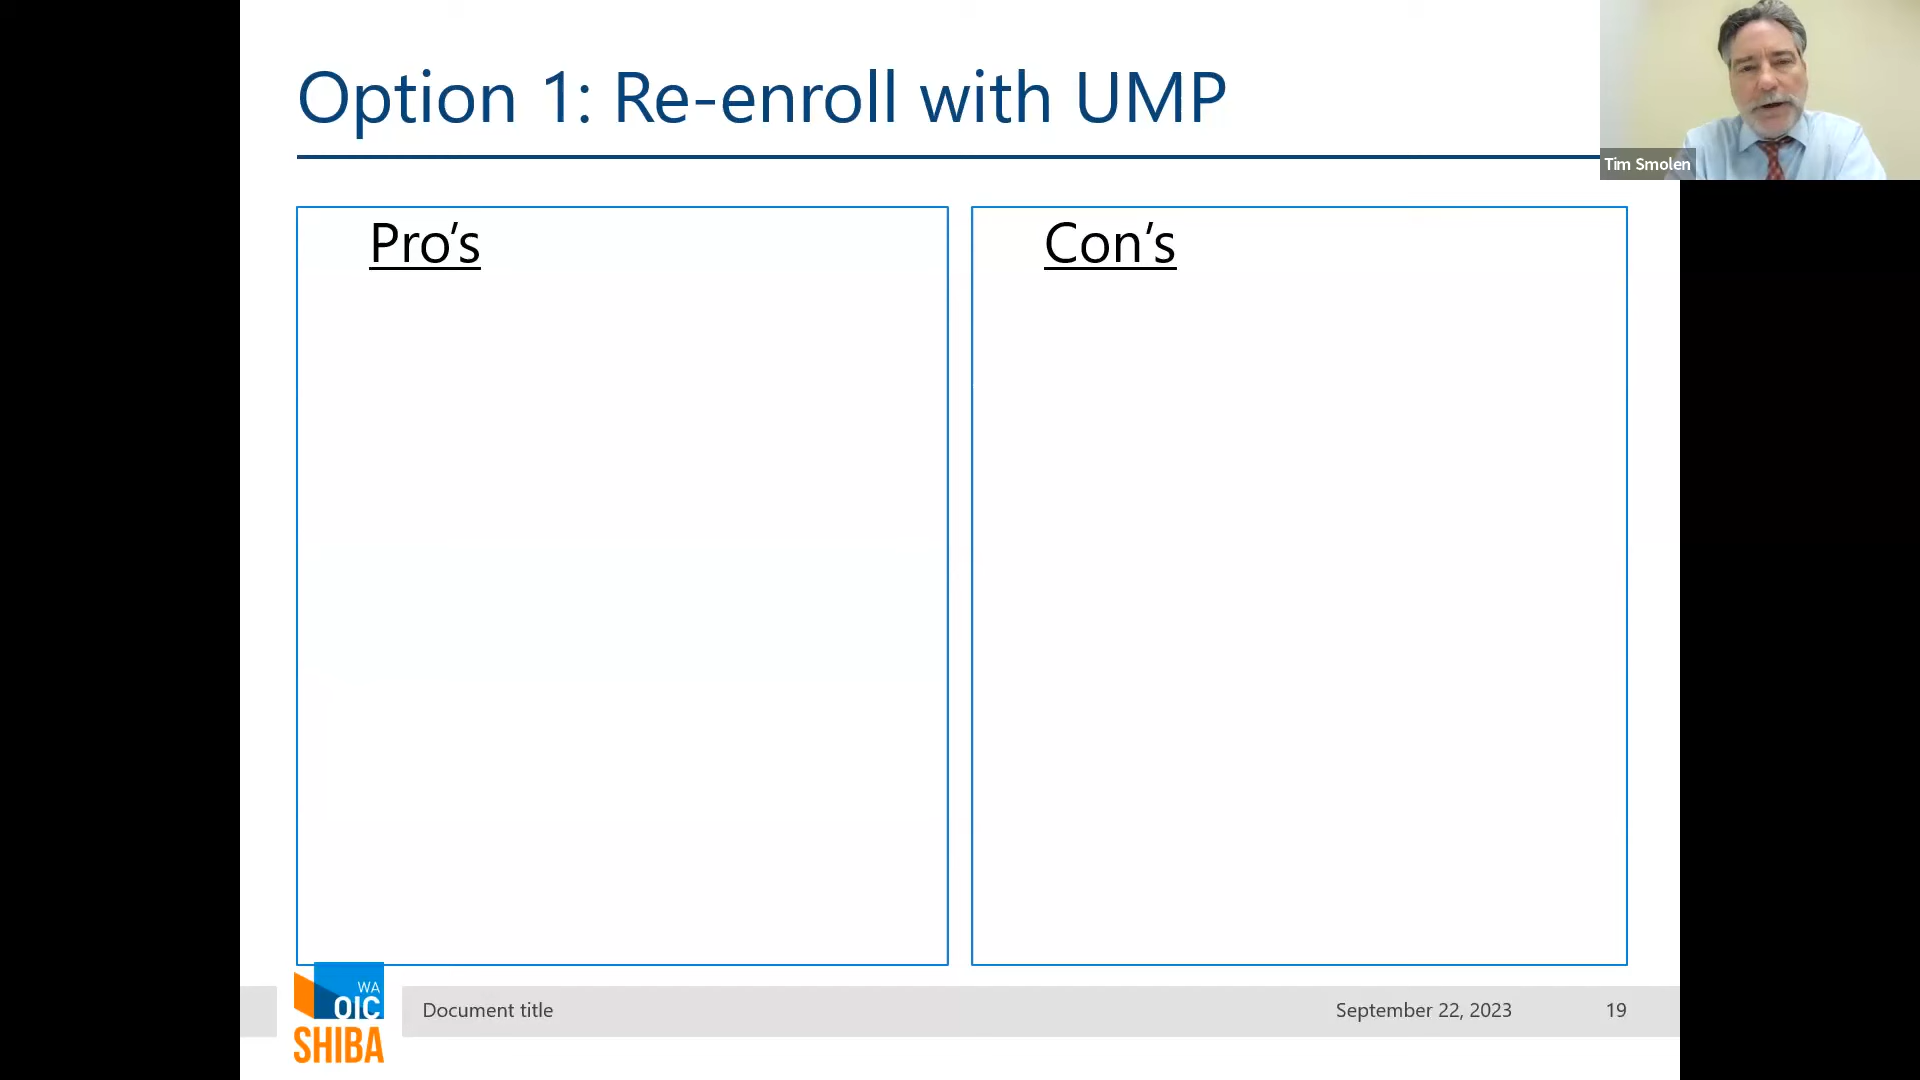 Option 1: Re-enroll with UMP
Tim Smolen
Pro’s
Con’s
WA
OIC
SHIBA
Document title
September 22, 2023
19